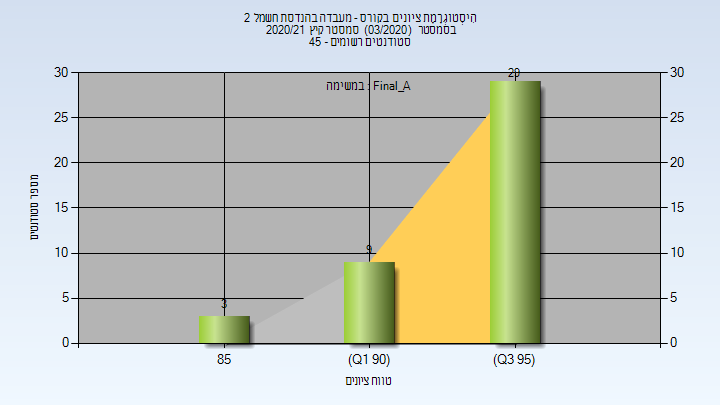 היסטוגרמת ציונים בקורס - מעבדה בהנדסת חשמל 2
בסמסטר (03/2020) סמסטר קיץ 2020/21
סטודנטים רשומים - 45
במשימה : Final_A
30
25
20
15
10
5
0
30
25
20
15
10
5
0
3
9
29
85
(Q1 90)
(Q3 95)
מספר סטודנטים
טווח ציונים